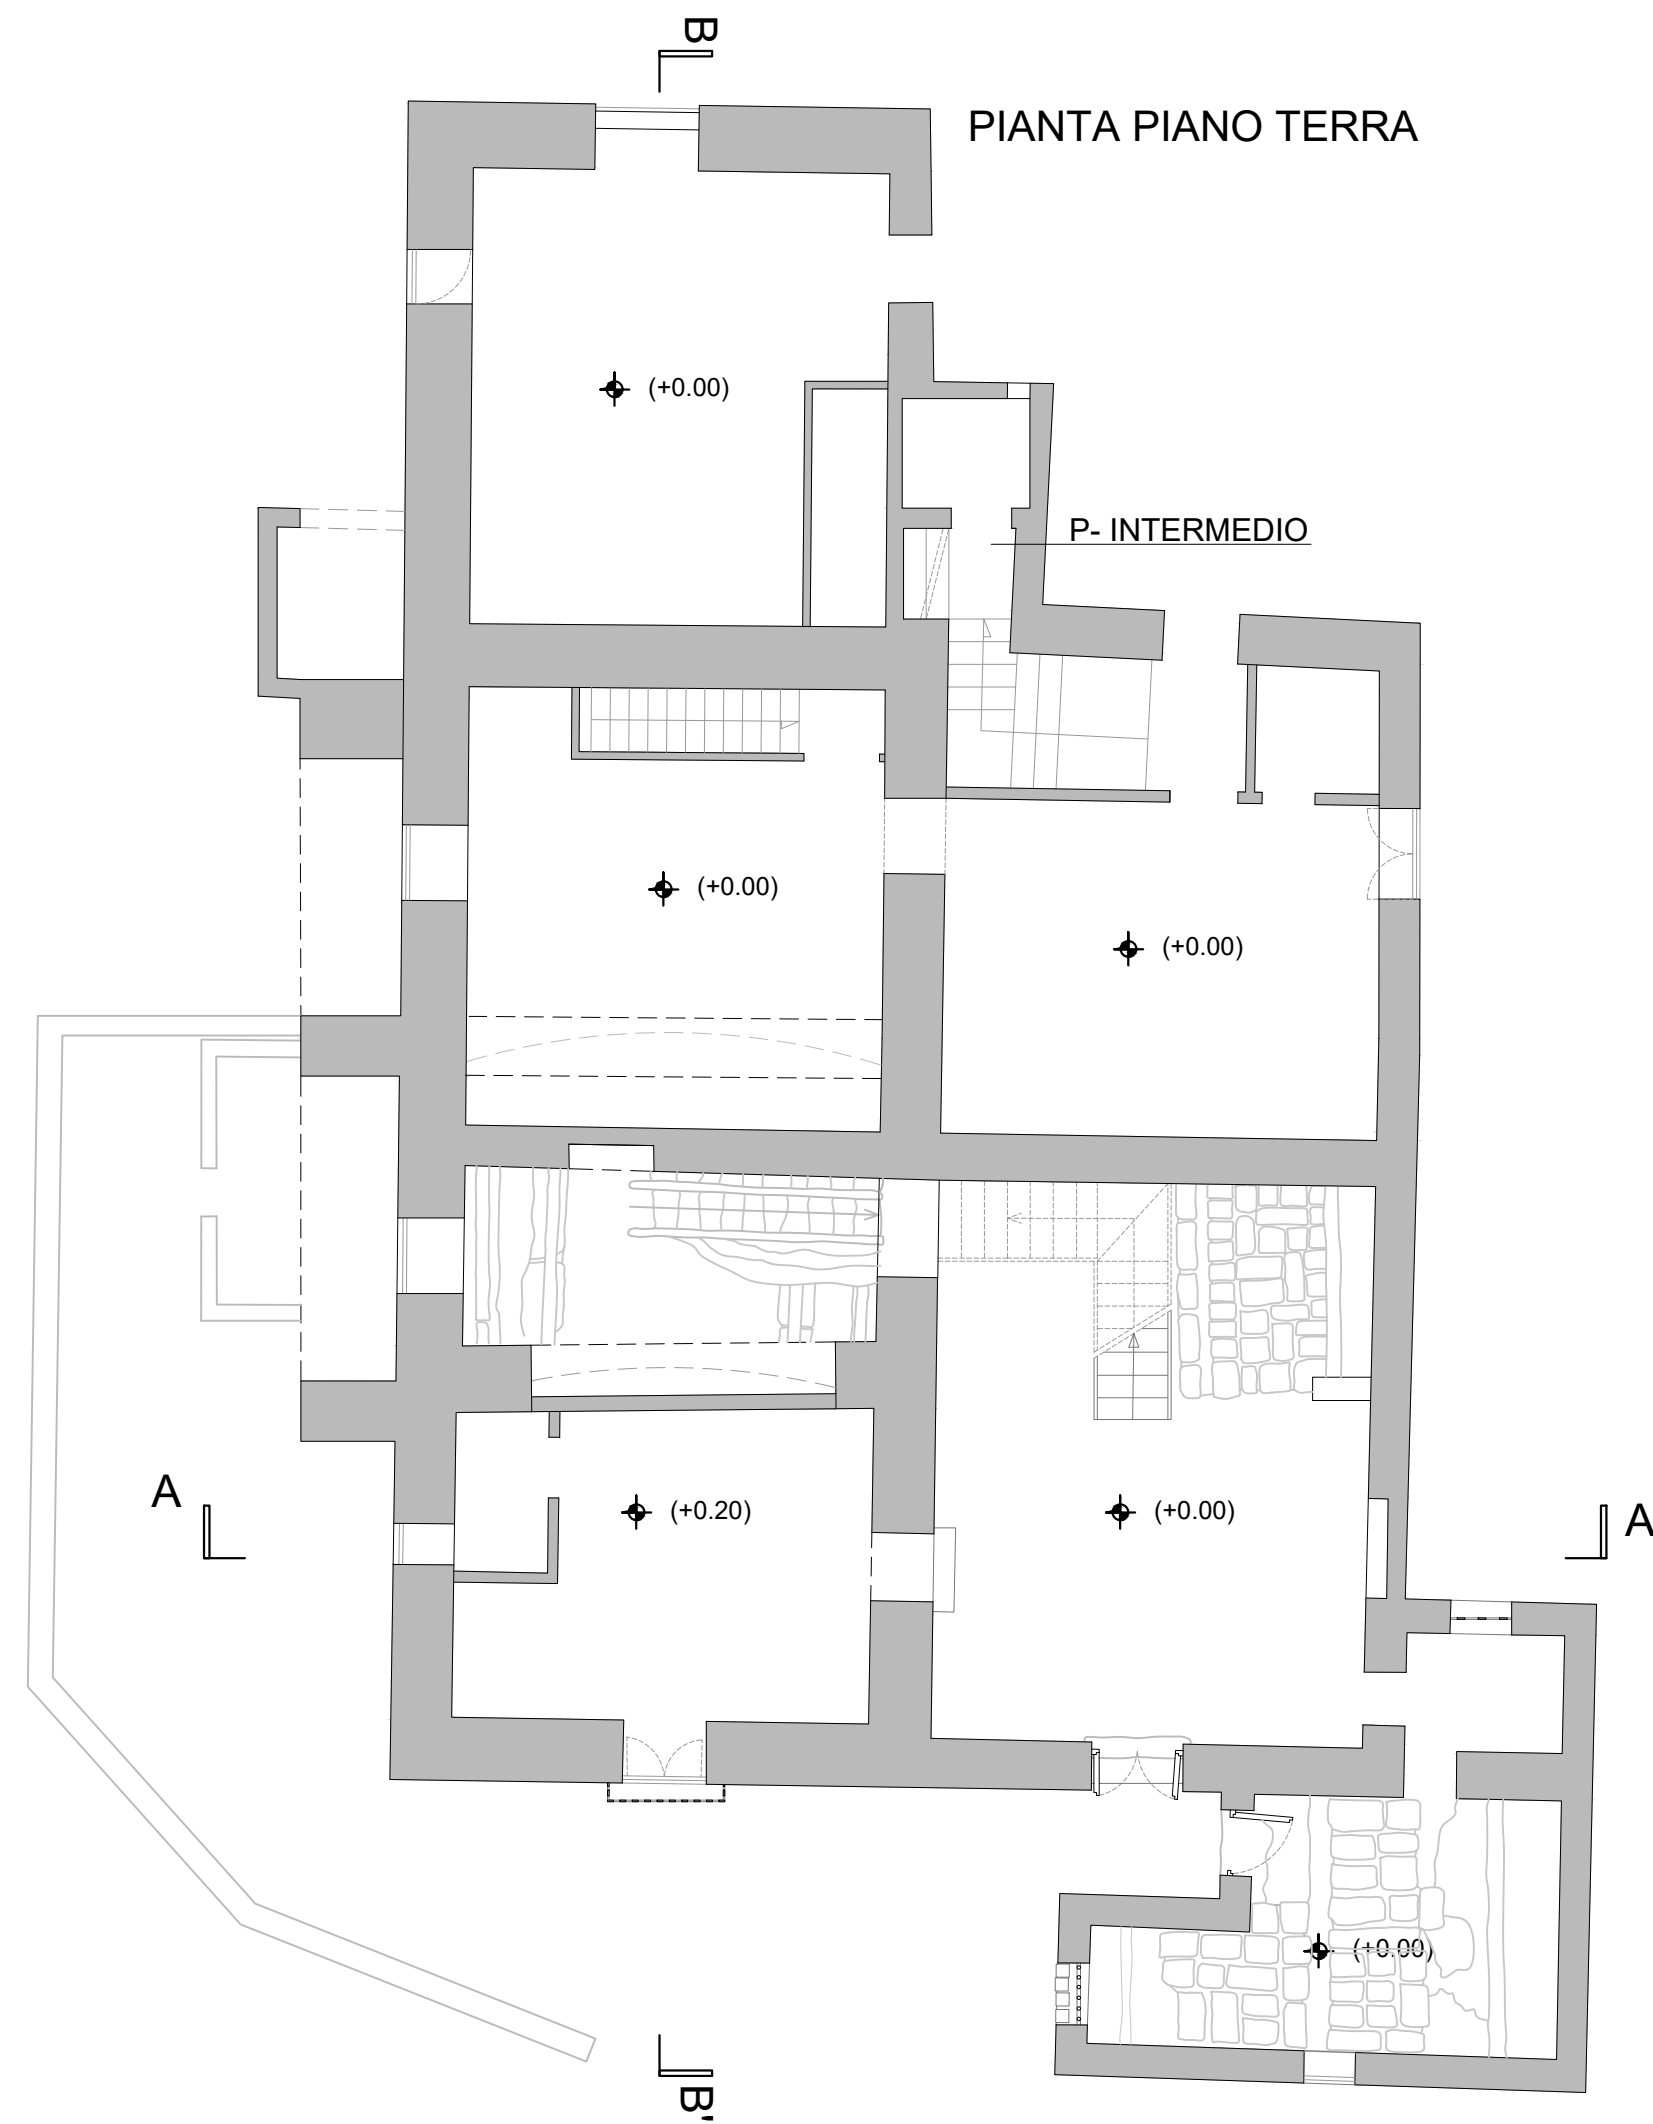 B
PIANTA PIANO TERRA
(+0.00)
P- INTERMEDIO
(+0.00)
(+0.00)
A
(+0.20)
(+0.00)
A
(+0.00)
B'